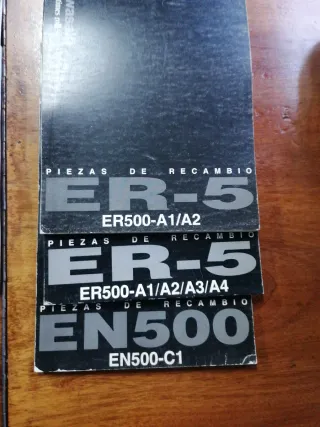 PIEZAS DE RECAMBIO
ER-5
ER500-A1/A2
PIEZAS DE RECAMBIO
ER-5
ER500-A1/A2/A3/A4
PIEZAS DE RECAMBIO
EN500
EN500-C1